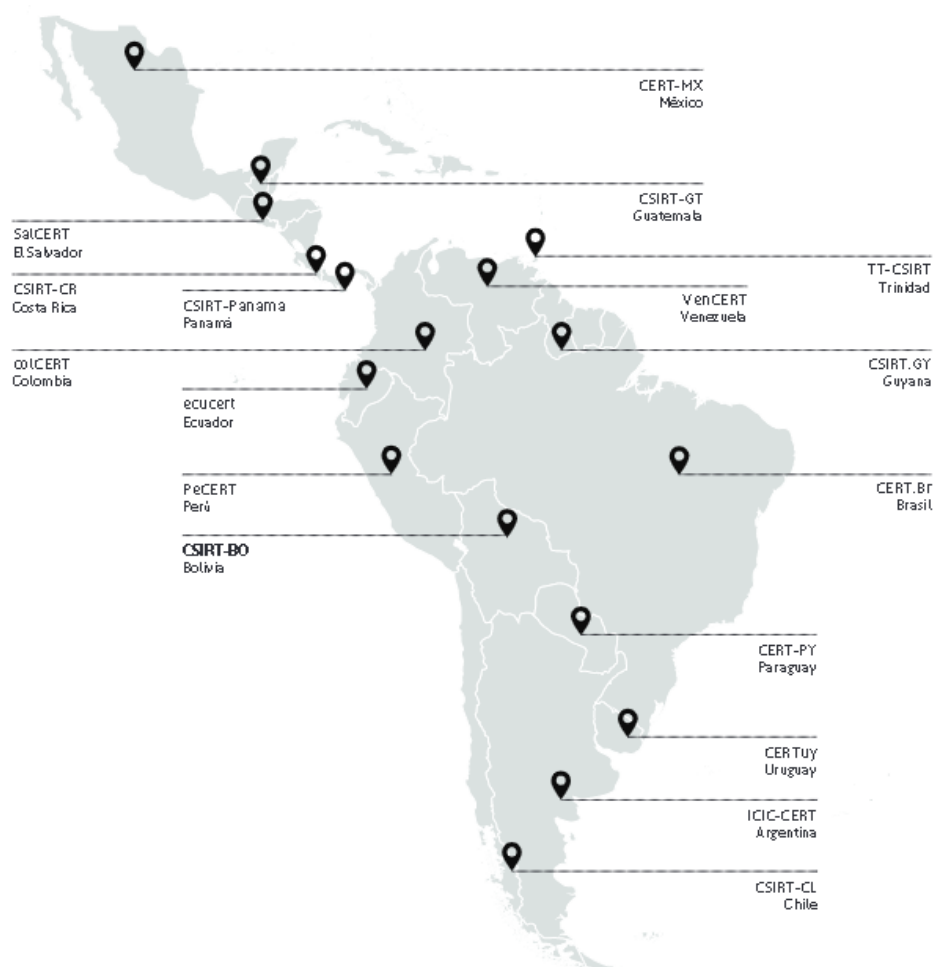 CERT-MX
México
CSIRT-GT
Guatemala
SalCERT
El Salvador
TT-CSIRT
Trinidad
CSIRT-CR
Costa Rica
CSIRT-Panama
Panamá
VenCERT
Venezuela
colCERT
Colombia
CSIRT.GY
Guyana
ecucert
Ecuador
PeCERT
Perú
CERT.Br
Brasil
CSIRT-BO
Bolivia
CERT-PY
Paraguay
CERTuy
Uruguay
ICIC-CERT
Argentina
CSIRT-CL
Chile